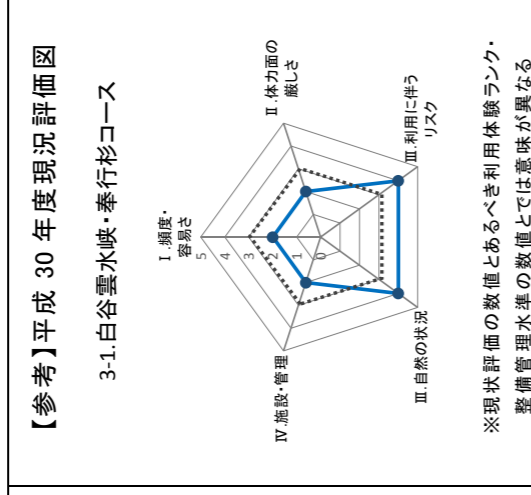 【参考】平成 30 年度現況評価図
3-1.白谷雲水峡・奉行杉コース
Ⅰ.頻度・
容易さ
5
4
3
2
1
0
Ⅱ.体力面の
厳しさ
Ⅲ.利用に伴う
リスク
Ⅲ.自然の状況
Ⅳ.施設・管理
※現状評価の数値とあるべき利用体験ランク・
整備管理水準の数値とでは意味が異なる